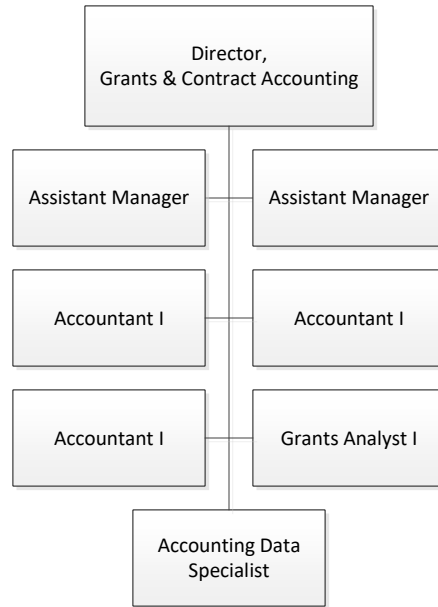 Director,
Grants & Contract Accounting
Assistant Manager
Assistant Manager
Accountant I
Accountant I
Accountant I
Grants Analyst I
Accounting Data
Specialist